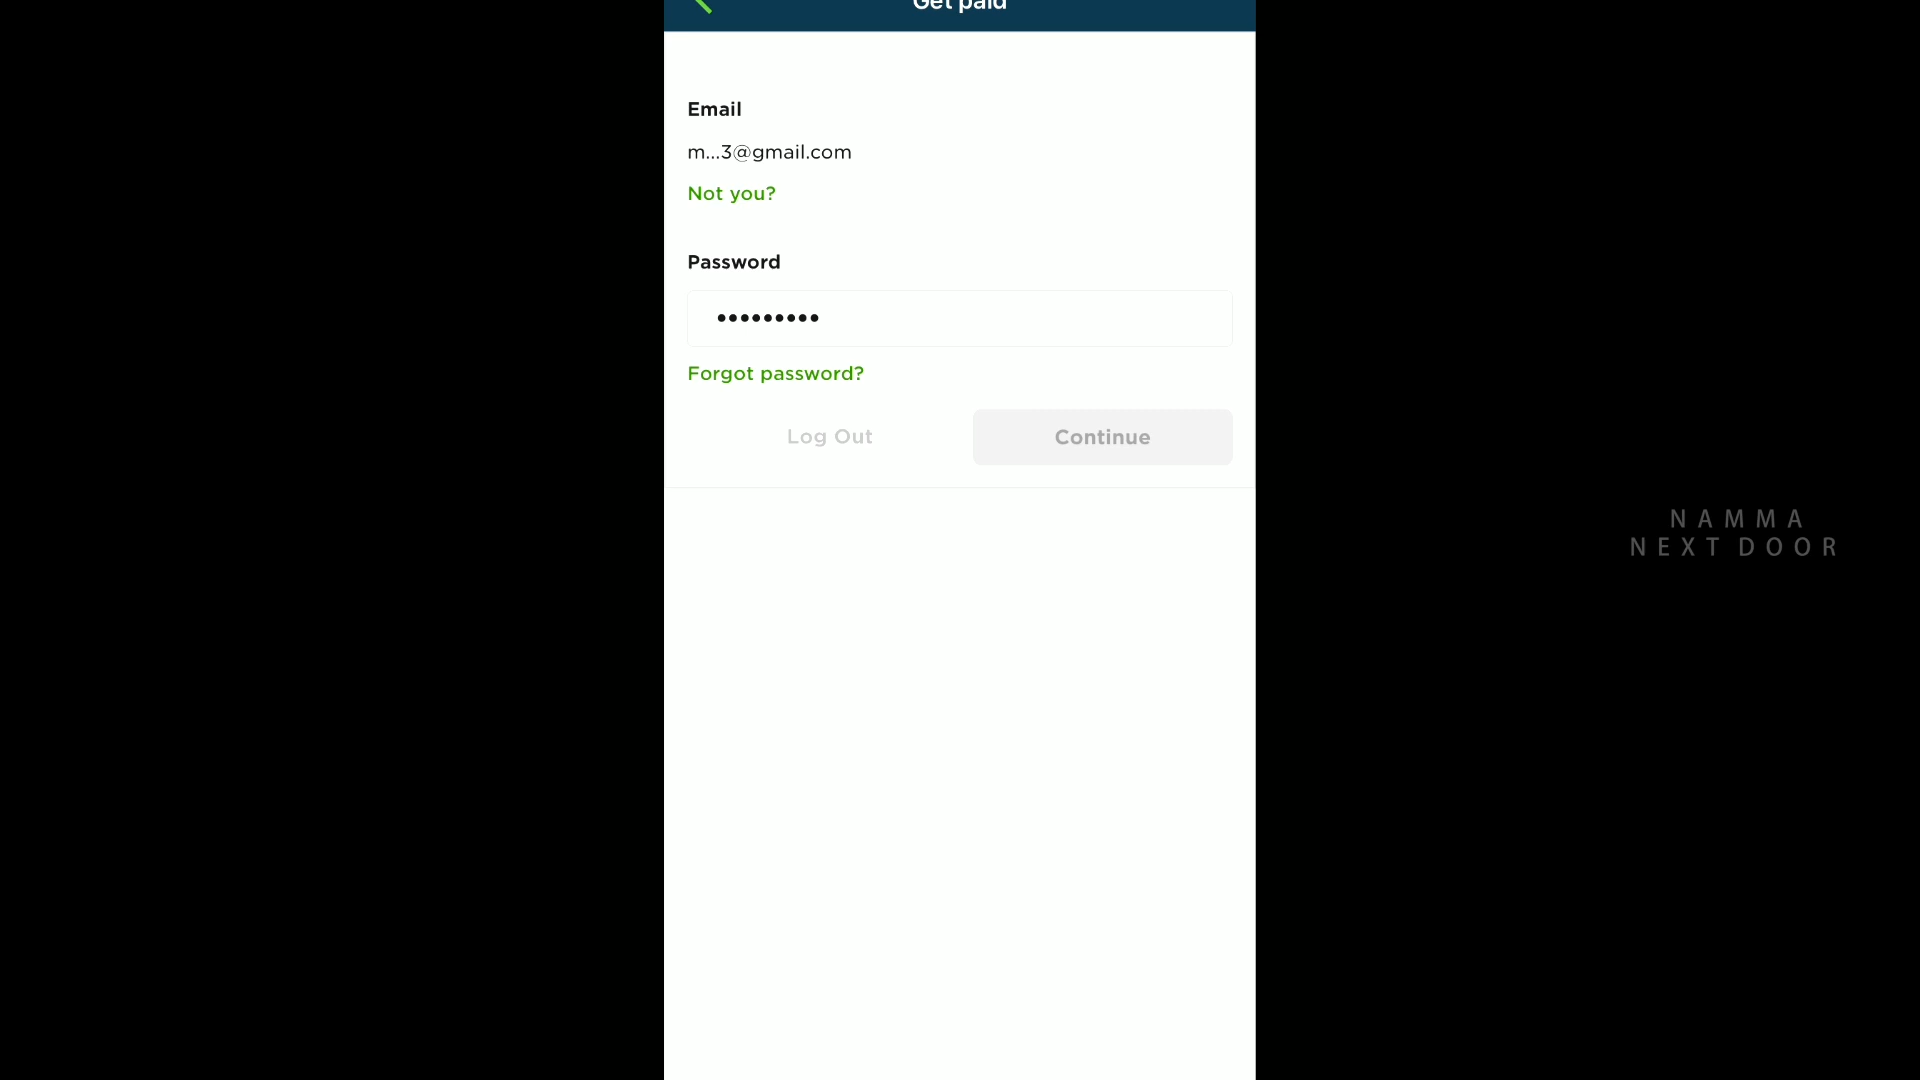 Get paid
Email
m...3@gmail.com
Not you?
Password
•••••••••
Forgot password?
Log Out
Continue
NAMMA
NEXT DOOR